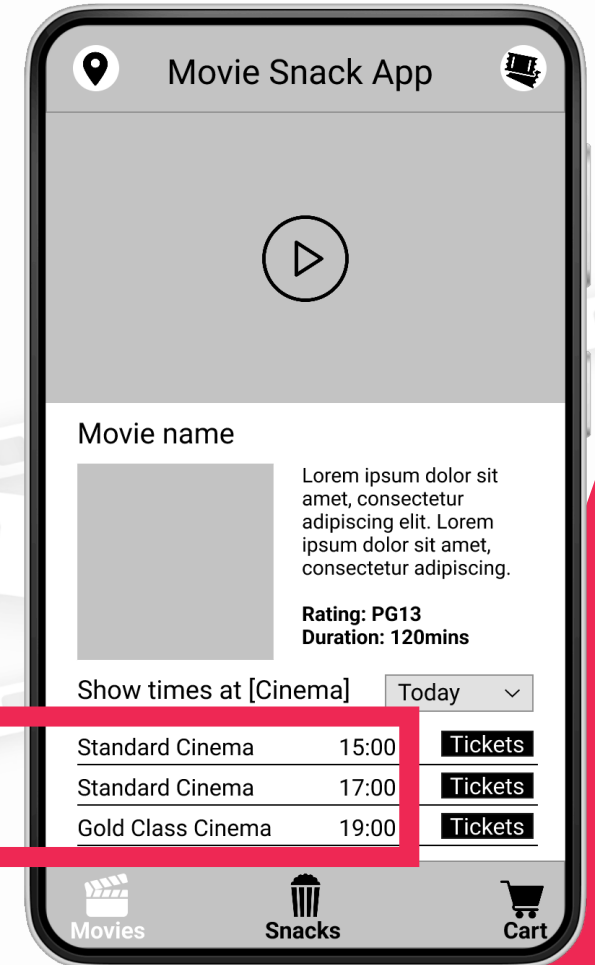 Movie Snack App
Movie name
Lorem ipsum dolor sit
amet, consectetur
adipiscing elit. Lorem
ipsum dolor sit amet,
consectetur adipiscing.
Rating: PG13
Duration: 120mins
Show times at [Cinema] Today
Standard Cinema 15:00 Tickets
Standard Cinema 17:00 Tickets
Gold Class Cinema 19:00 Tickets
Movies Snacks Cart